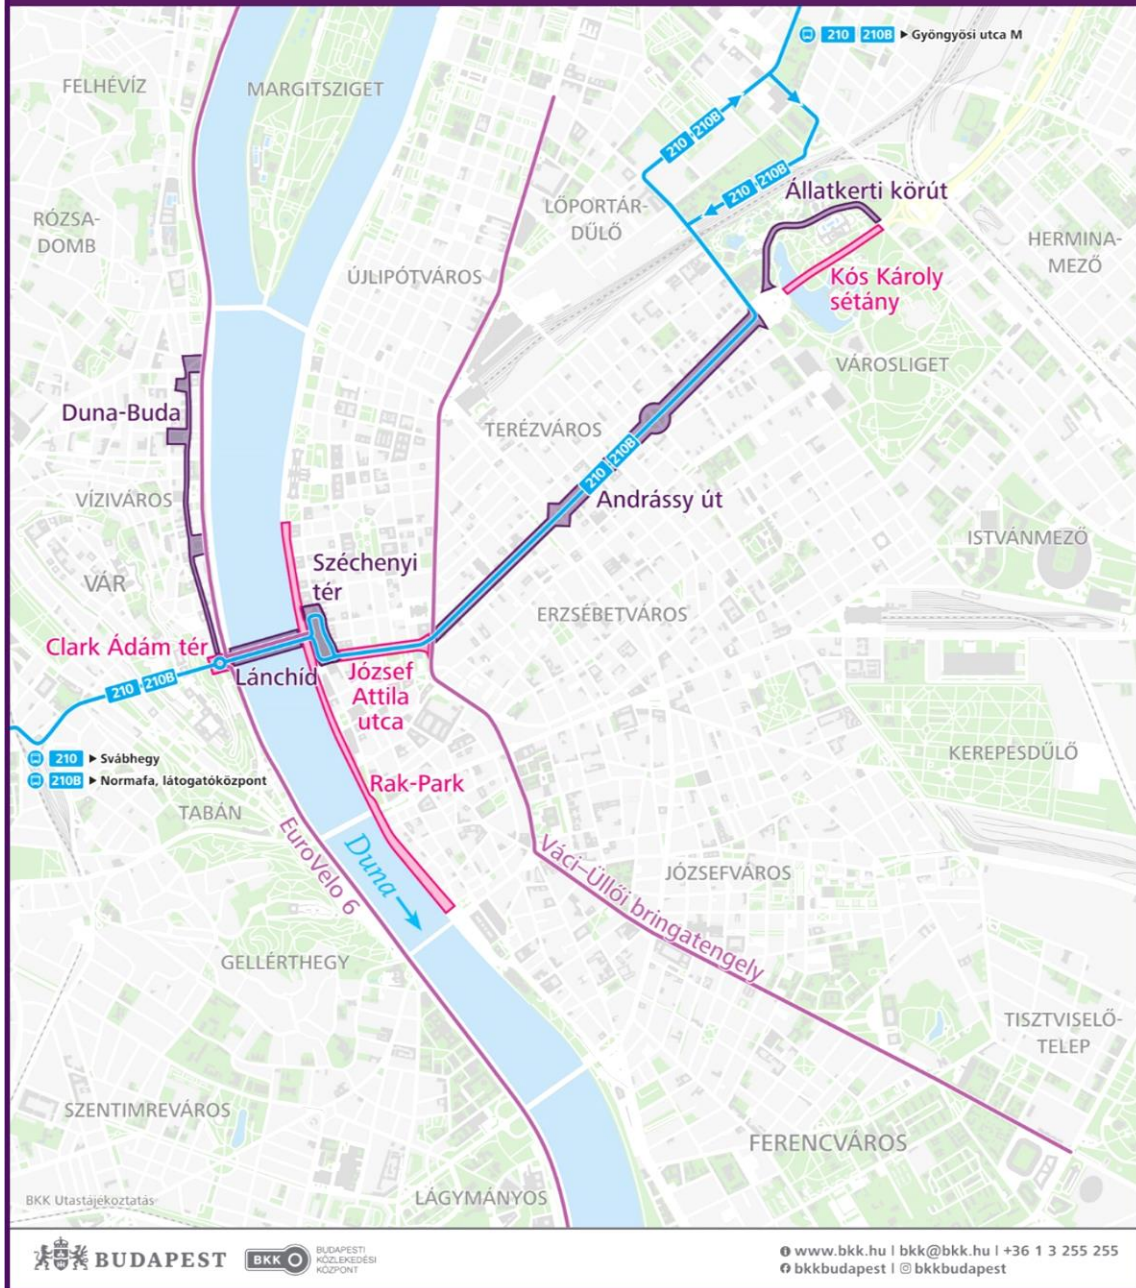 210 210B ▶ Gyöngyösi utca M
FELHÉVÍZ
MARGITSZIGET
210 210B
210 210B
Állatkerti körút
LŐPORTÁR-
DŰLŐ
RÓZSA-
DOMB
HERMINA-
MEZŐ
ÚJLIPÓTVÁROS
Kós Károly
sétány
VÁROSLIGET
Duna-Buda
TERÉZVÁROS
210 210B
Andrássy út
VÍZIVÁROS
ISTVÁNMEZŐ
Széchenyi
tér
VÁR
ERZSÉBETVÁROS
Clark Ádám tér
Lánchíd
József
Attila
utca
210 210B
210 ▶ Svábhegy
210B ▶ Normafa, látogatóközpont
KEREPESDŰLŐ
Rak-Park
TABÁN
EuroVelo 6
Duna
Váci–Üllői bringatengely
JÓZSEFVÁROS
GELLÉRTHEGY
TISZTVISELŐ-
TELEP
SZENTIMREVÁROS
FERENCVÁROS
LÁGYMÁNYOS
BKK Utastájékoztatás
BUDAPEST
BKK
BUDAPESTI
KÖZLEKEDÉSI
KÖZPONT
www.bkk.hu | bkk@bkk.hu | +36 1 3 255 255
bkkbudapest | bkkbudapest